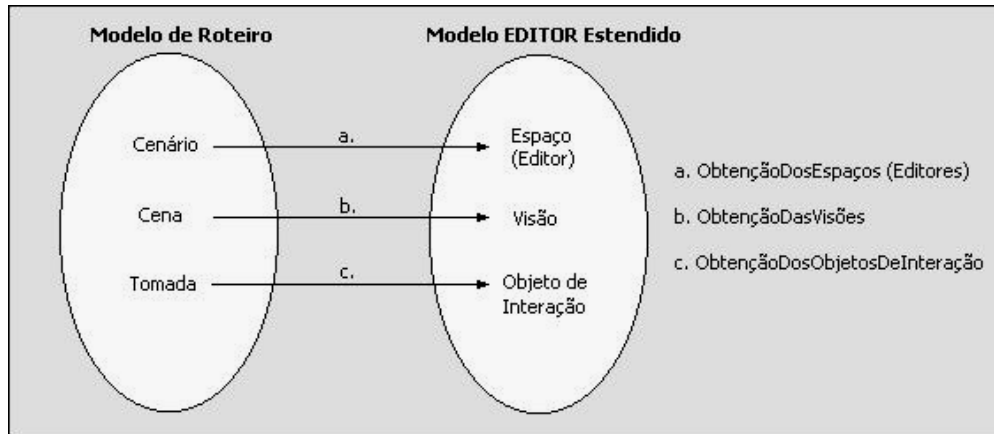 Modelo de Roteiro
Modelo EDITOR Estendido
Cenário
a.
Espaço
(Editor)
Cena
b.
Visão
Tomada
c.
Objeto de
Interação
a. ObtençãoDosEspaços (Editores)
b. ObtençãoDasVisões
c. ObtençãoDosObjetosDeInteração